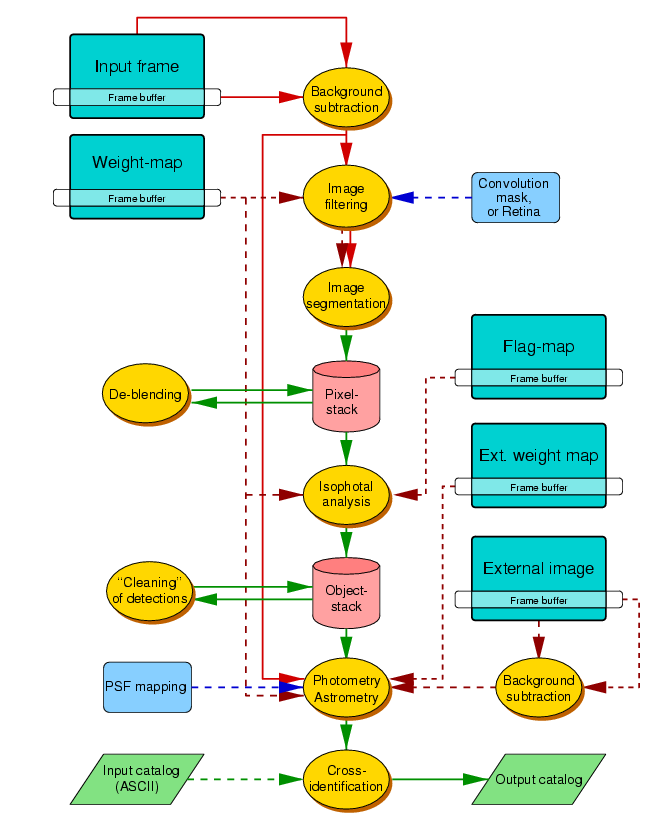 Input frame
Frame buffer
Background
subtraction
Weight-map
Frame buffer
Image
filtering
Convolution
mask,
or Retina
Image
segmentation
Flag-map
Frame buffer
De-blending
Pixel-
stack
Ext. weight map
Frame buffer
Isophotal
analysis
External image
Frame buffer
“Cleaning”
of detections
Object-
stack
PSF mapping
Photometry
Astrometry
Background
subtraction
Input catalog
(ASCII)
Cross-
identification
Output catalog